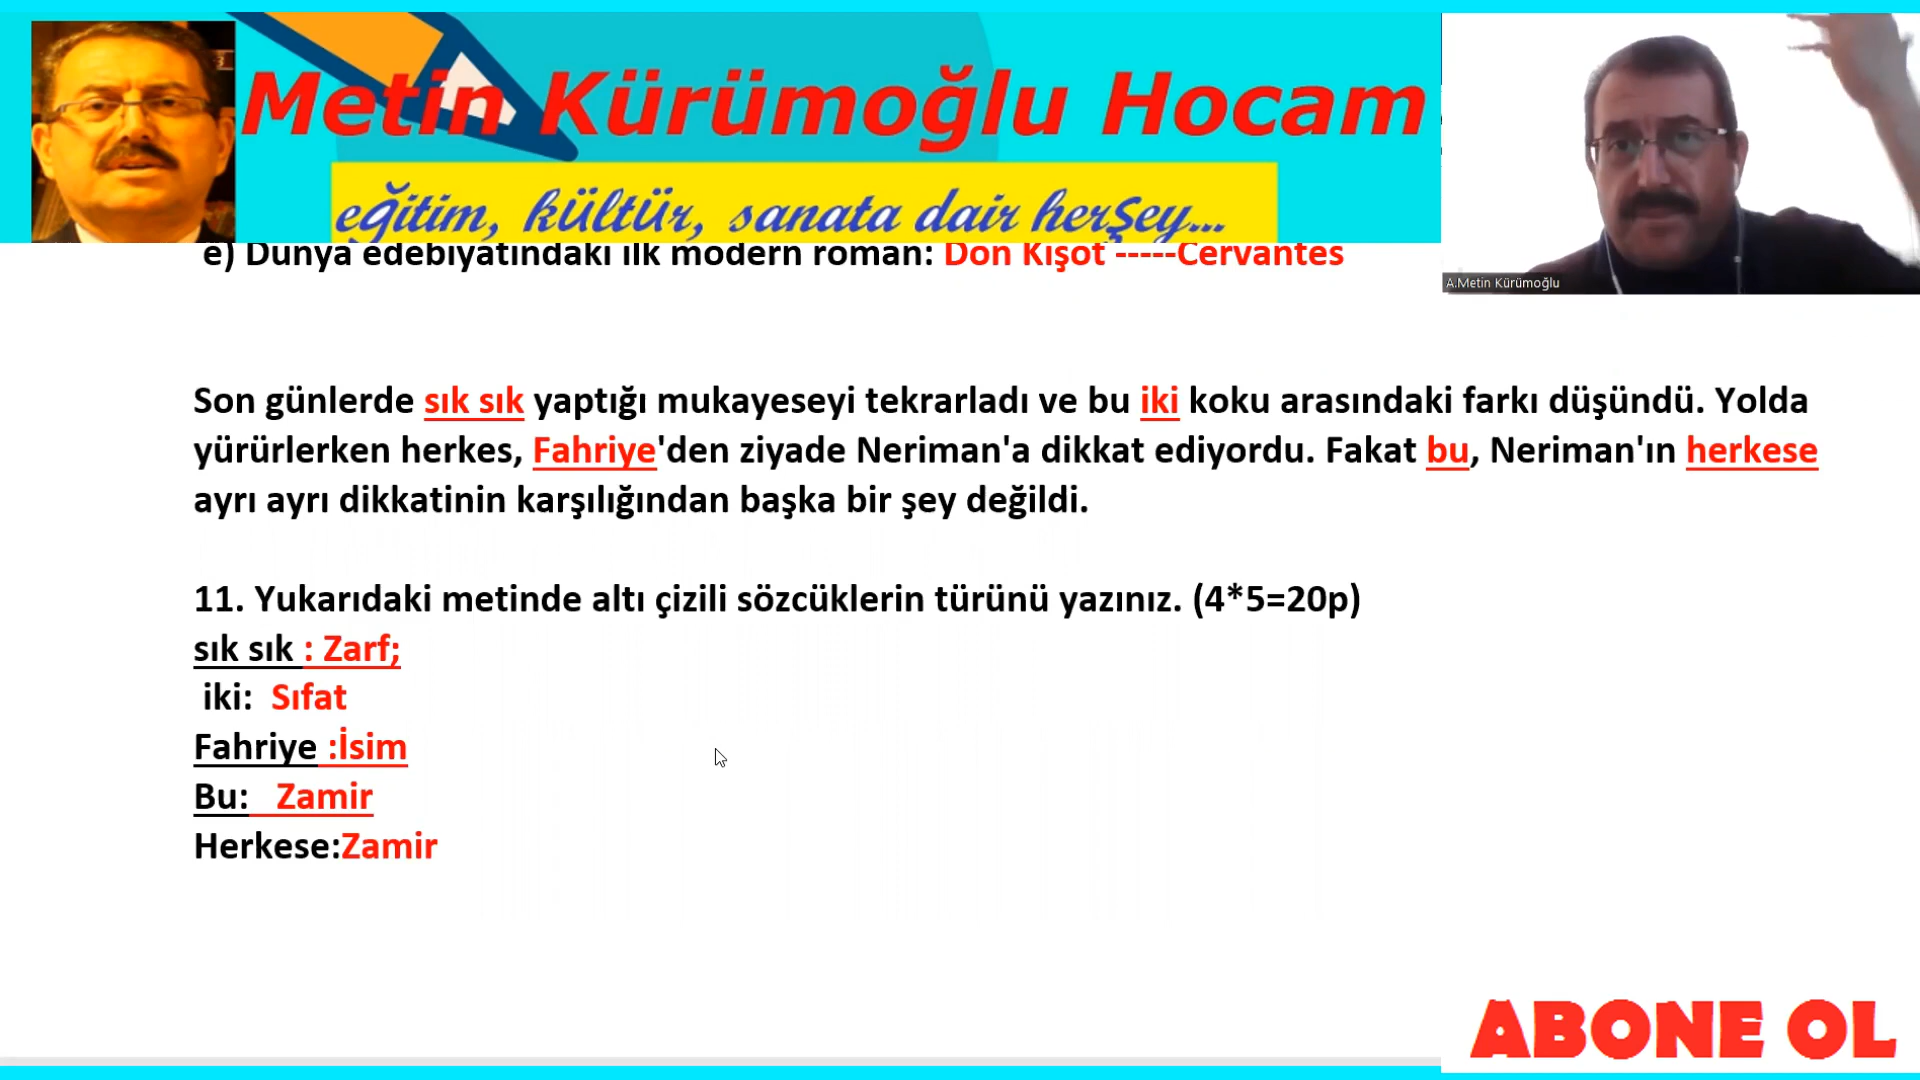 Metin Kürümoğlu Hocam
eğitim, kültür, sanata dair herşey...
A.Metin Kürümoğlu
e) Dünya edebiyatındaki ilk modern roman: Don Kişot -----Cervantes
Son günlerde sık sık yaptığı mukayeseyi tekrarladı ve bu iki koku arasındaki farkı düşündü. Yolda
yürürlerken herkes, Fahriye'den ziyade Neriman'a dikkat ediyordu. Fakat bu, Neriman'ın herkese
ayrı ayrı dikkatinin karşılığından başka bir şey değildi.
11. Yukarıdaki metinde altı çizili sözcüklerin türünü yazınız. (4*5=20p)
sık sık : Zarf;
iki: Sıfat
Fahriye :İsim
Bu: Zamir
Herkese:Zamir
ABONE OL